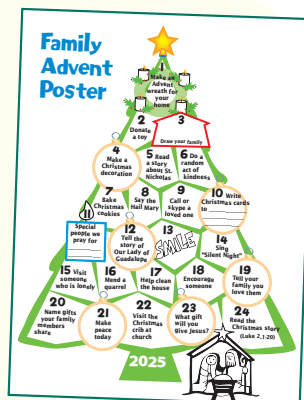 Family
Advent
Poster
1
Make an
Advent
wreath for
your
home
2
Donate
a toy
3
Draw your family
4
Make a
Christmas
decoration
5 Read
a story
about St.
Nicholas
6 Do a
random
act of
kindness
7
Bake
Christmas
cookies
8
Say the
Hail Mary
9
Call or
skype a
loved one
10 Write
Christmas cards
to
11
Special
people we
pray for
12
Tell the
story of
Our Lady of
Guadalupe
13
SMILE
14
Sing
"Silent Night"
15 Visit
someone
who is lonely
16
Mend a
quarrel
17
Help clean
the house
18
Encourage
someone
19
Tell your
family you
love them
20
Name gifts
your family
members
share
21
Make
peace
today
22
Visit the
Christmas
crib at
church
23
What gift
will you
give Jesus?
24
Read the
Christmas story
(Luke 2,1-20)
2025